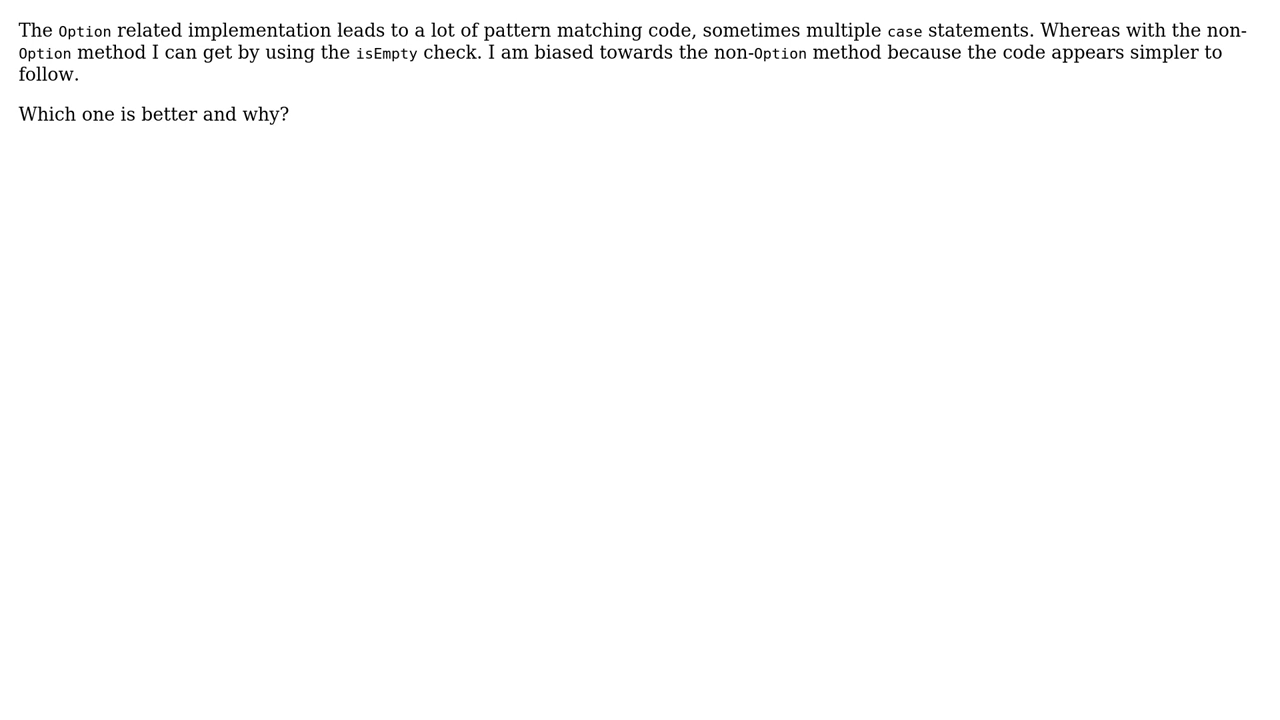 The Option related implementation leads to a lot of pattern matching code, sometimes multiple case statements. Whereas with the non-
Option method I can get by using the isEmpty check. I am biased towards the non-Option method because the code appears simpler to
follow.
Which one is better and why?